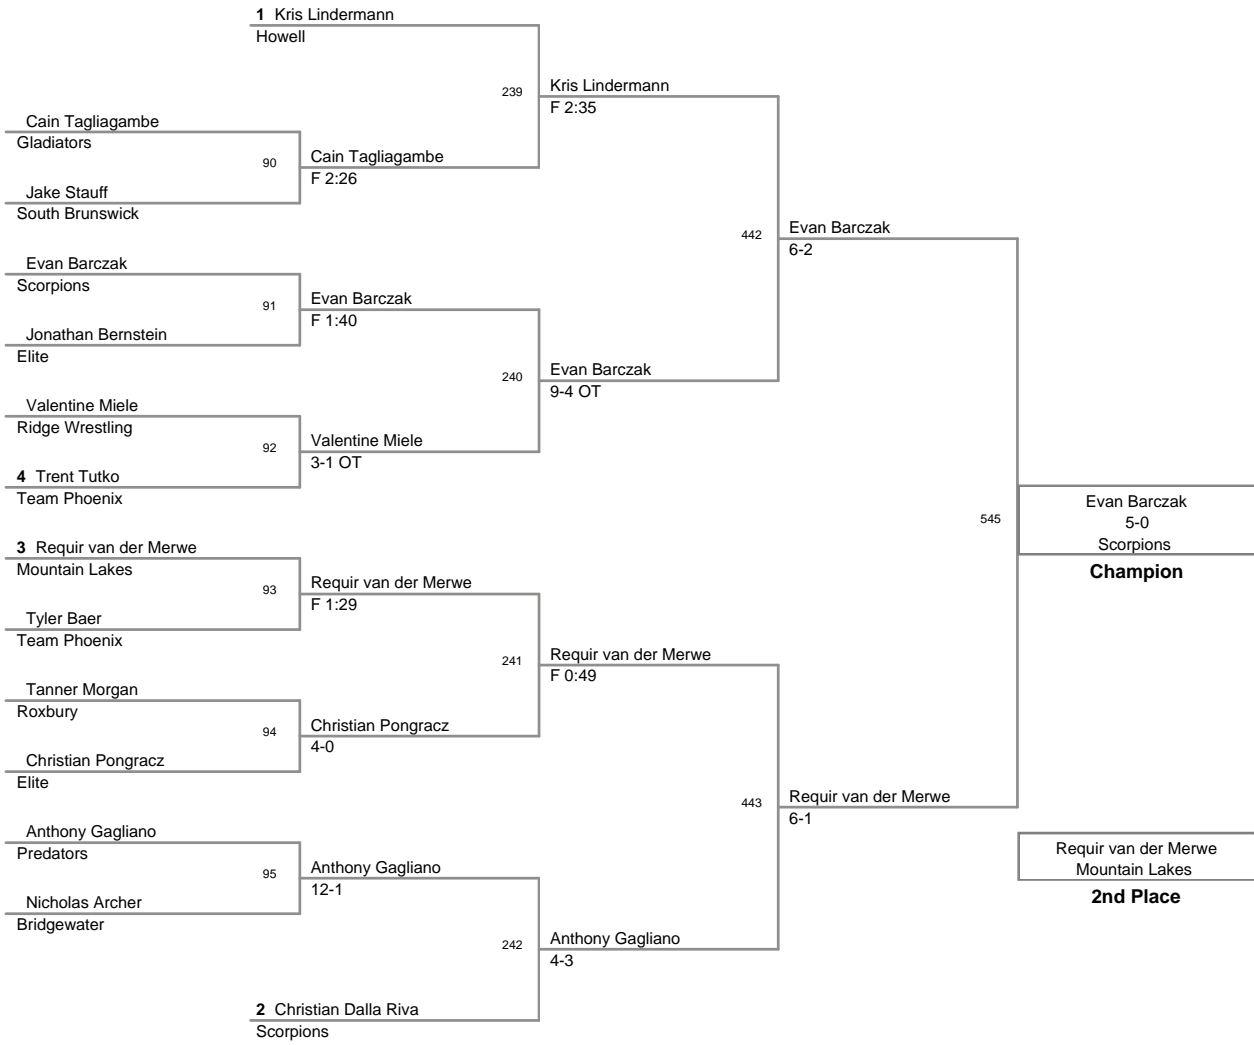 1 Kris Lindermann
Howell
239
Kris Lindermann
F 2:35
Cain Tagliagambe
Gladiators
90
Cain Tagliagambe
F 2:26
Jake Stauff
South Brunswick
442
Evan Barczak
6-2
Evan Barczak
Scorpions
91
Evan Barczak
F 1:40
Jonathan Bernstein
Elite
240
Evan Barczak
9-4 OT
Valentine Miele
Ridge Wrestling
92
Valentine Miele
3-1 OT
4 Trent Tutko
Team Phoenix
545
Evan Barczak
5-0
Scorpions
Champion
3 Requir van der Merwe
Mountain Lakes
93
Requir van der Merwe
F 1:29
Tyler Baer
Team Phoenix
241
Requir van der Merwe
F 0:49
Tanner Morgan
Roxbury
94
Christian Pongracz
4-0
Christian Pongracz
Elite
443
Requir van der Merwe
6-1
Anthony Gagliano
Predators
95
Anthony Gagliano
12-1
Nicholas Archer
Bridgewater
Requir van der Merwe
Mountain Lakes
2nd Place
242
Anthony Gagliano
4-3
2 Christian Dalla Riva
Scorpions